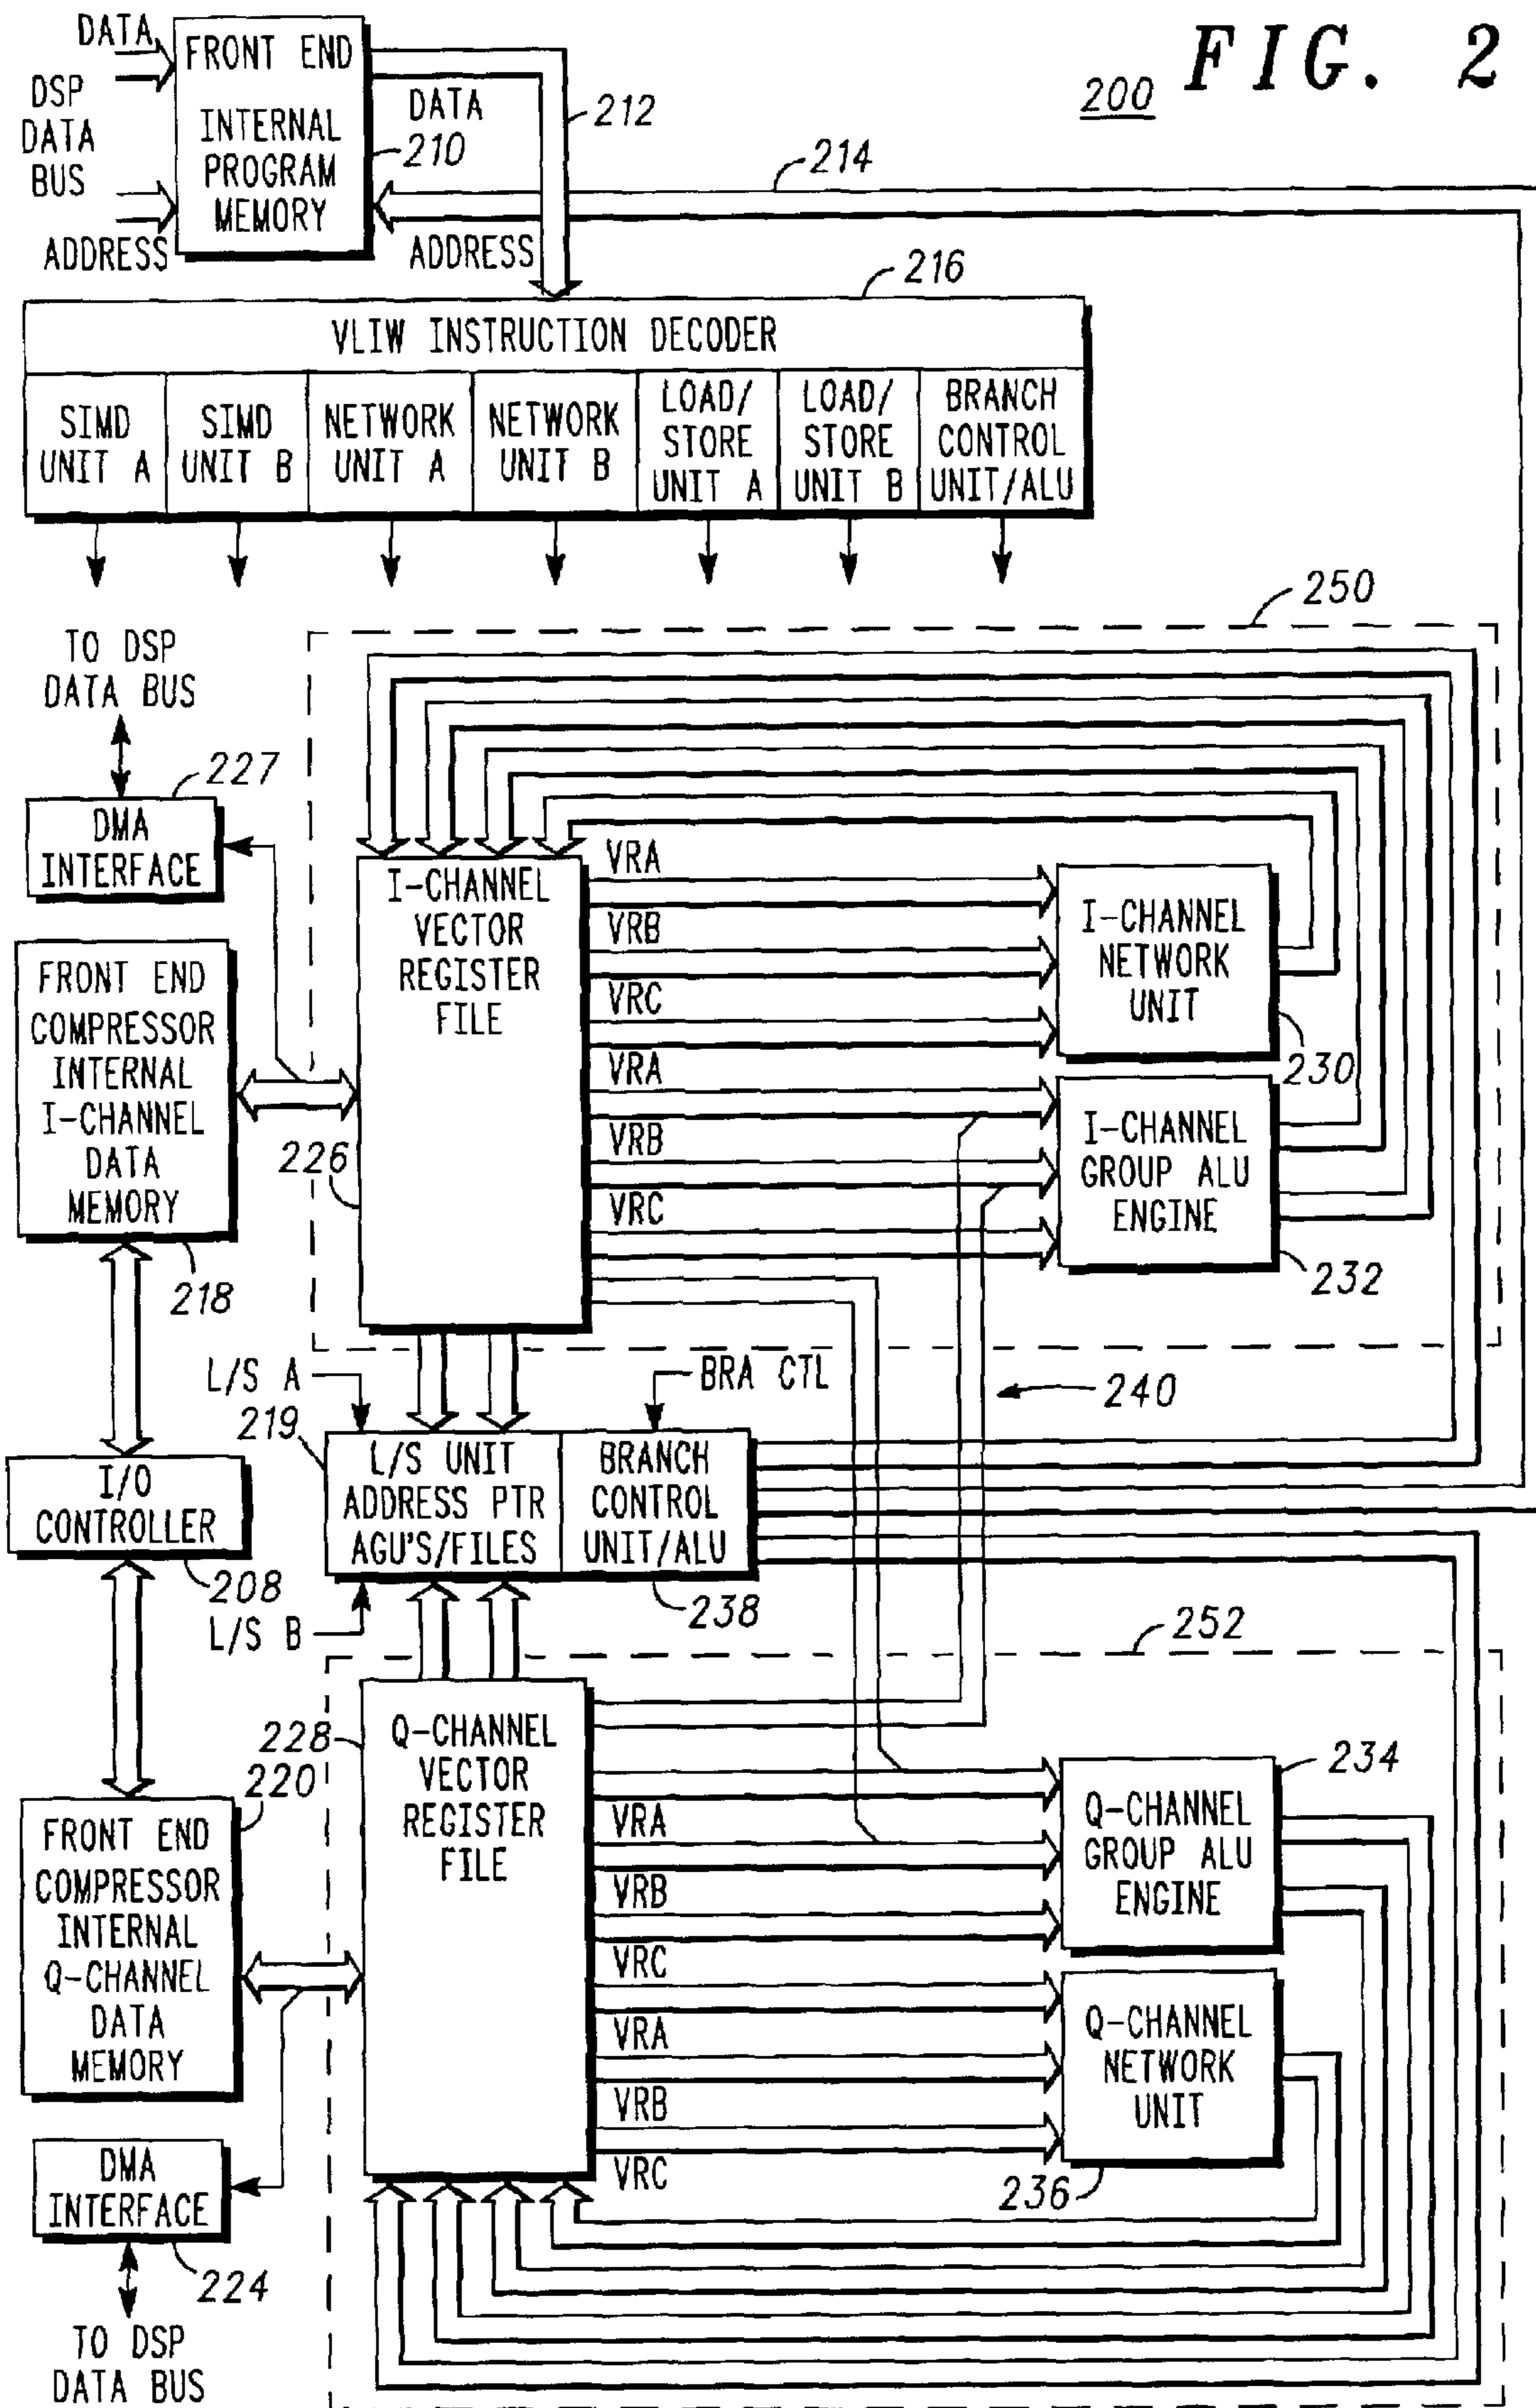 FIG. 2
200
DATA
DSP
DATA
BUS
ADDRESS
FRONT END
INTERNAL
PROGRAM
MEMORY
DATA
210
212
214
ADDRESS
216
VLIW INSTRUCTION DECODER
SIMD
UNIT A
SIMD
UNIT B
NETWORK
UNIT A
NETWORK
UNIT B
LOAD/
STORE
UNIT A
LOAD/
STORE
UNIT B
BRANCH
CONTROL
UNIT/ALU
250
TO DSP
DATA BUS
227
DMA
INTERFACE
FRONT END
COMPRESSOR
INTERNAL
I-CHANNEL
DATA
MEMORY
218
I-CHANNEL
VECTOR
REGISTER
FILE
226
VRA
VRB
VRC
VRA
VRB
VRC
I-CHANNEL
NETWORK
UNIT
230
I-CHANNEL
GROUP ALU
ENGINE
232
L/S A
219
BRA CTL
240
L/S UNIT
ADDRESS PTR
AGU'S/FILES
BRANCH
CONTROL
UNIT/ALU
238
I/O
CONTROLLER
208
L/S B
252
228
220
Q-CHANNEL
VECTOR
REGISTER
FILE
FRONT END
COMPRESSOR
INTERNAL
Q-CHANNEL
DATA
MEMORY
VRA
VRB
VRC
VRA
VRB
VRC
234
Q-CHANNEL
GROUP ALU
ENGINE
Q-CHANNEL
NETWORK
UNIT
236
DMA
INTERFACE
224
TO DSP
DATA BUS